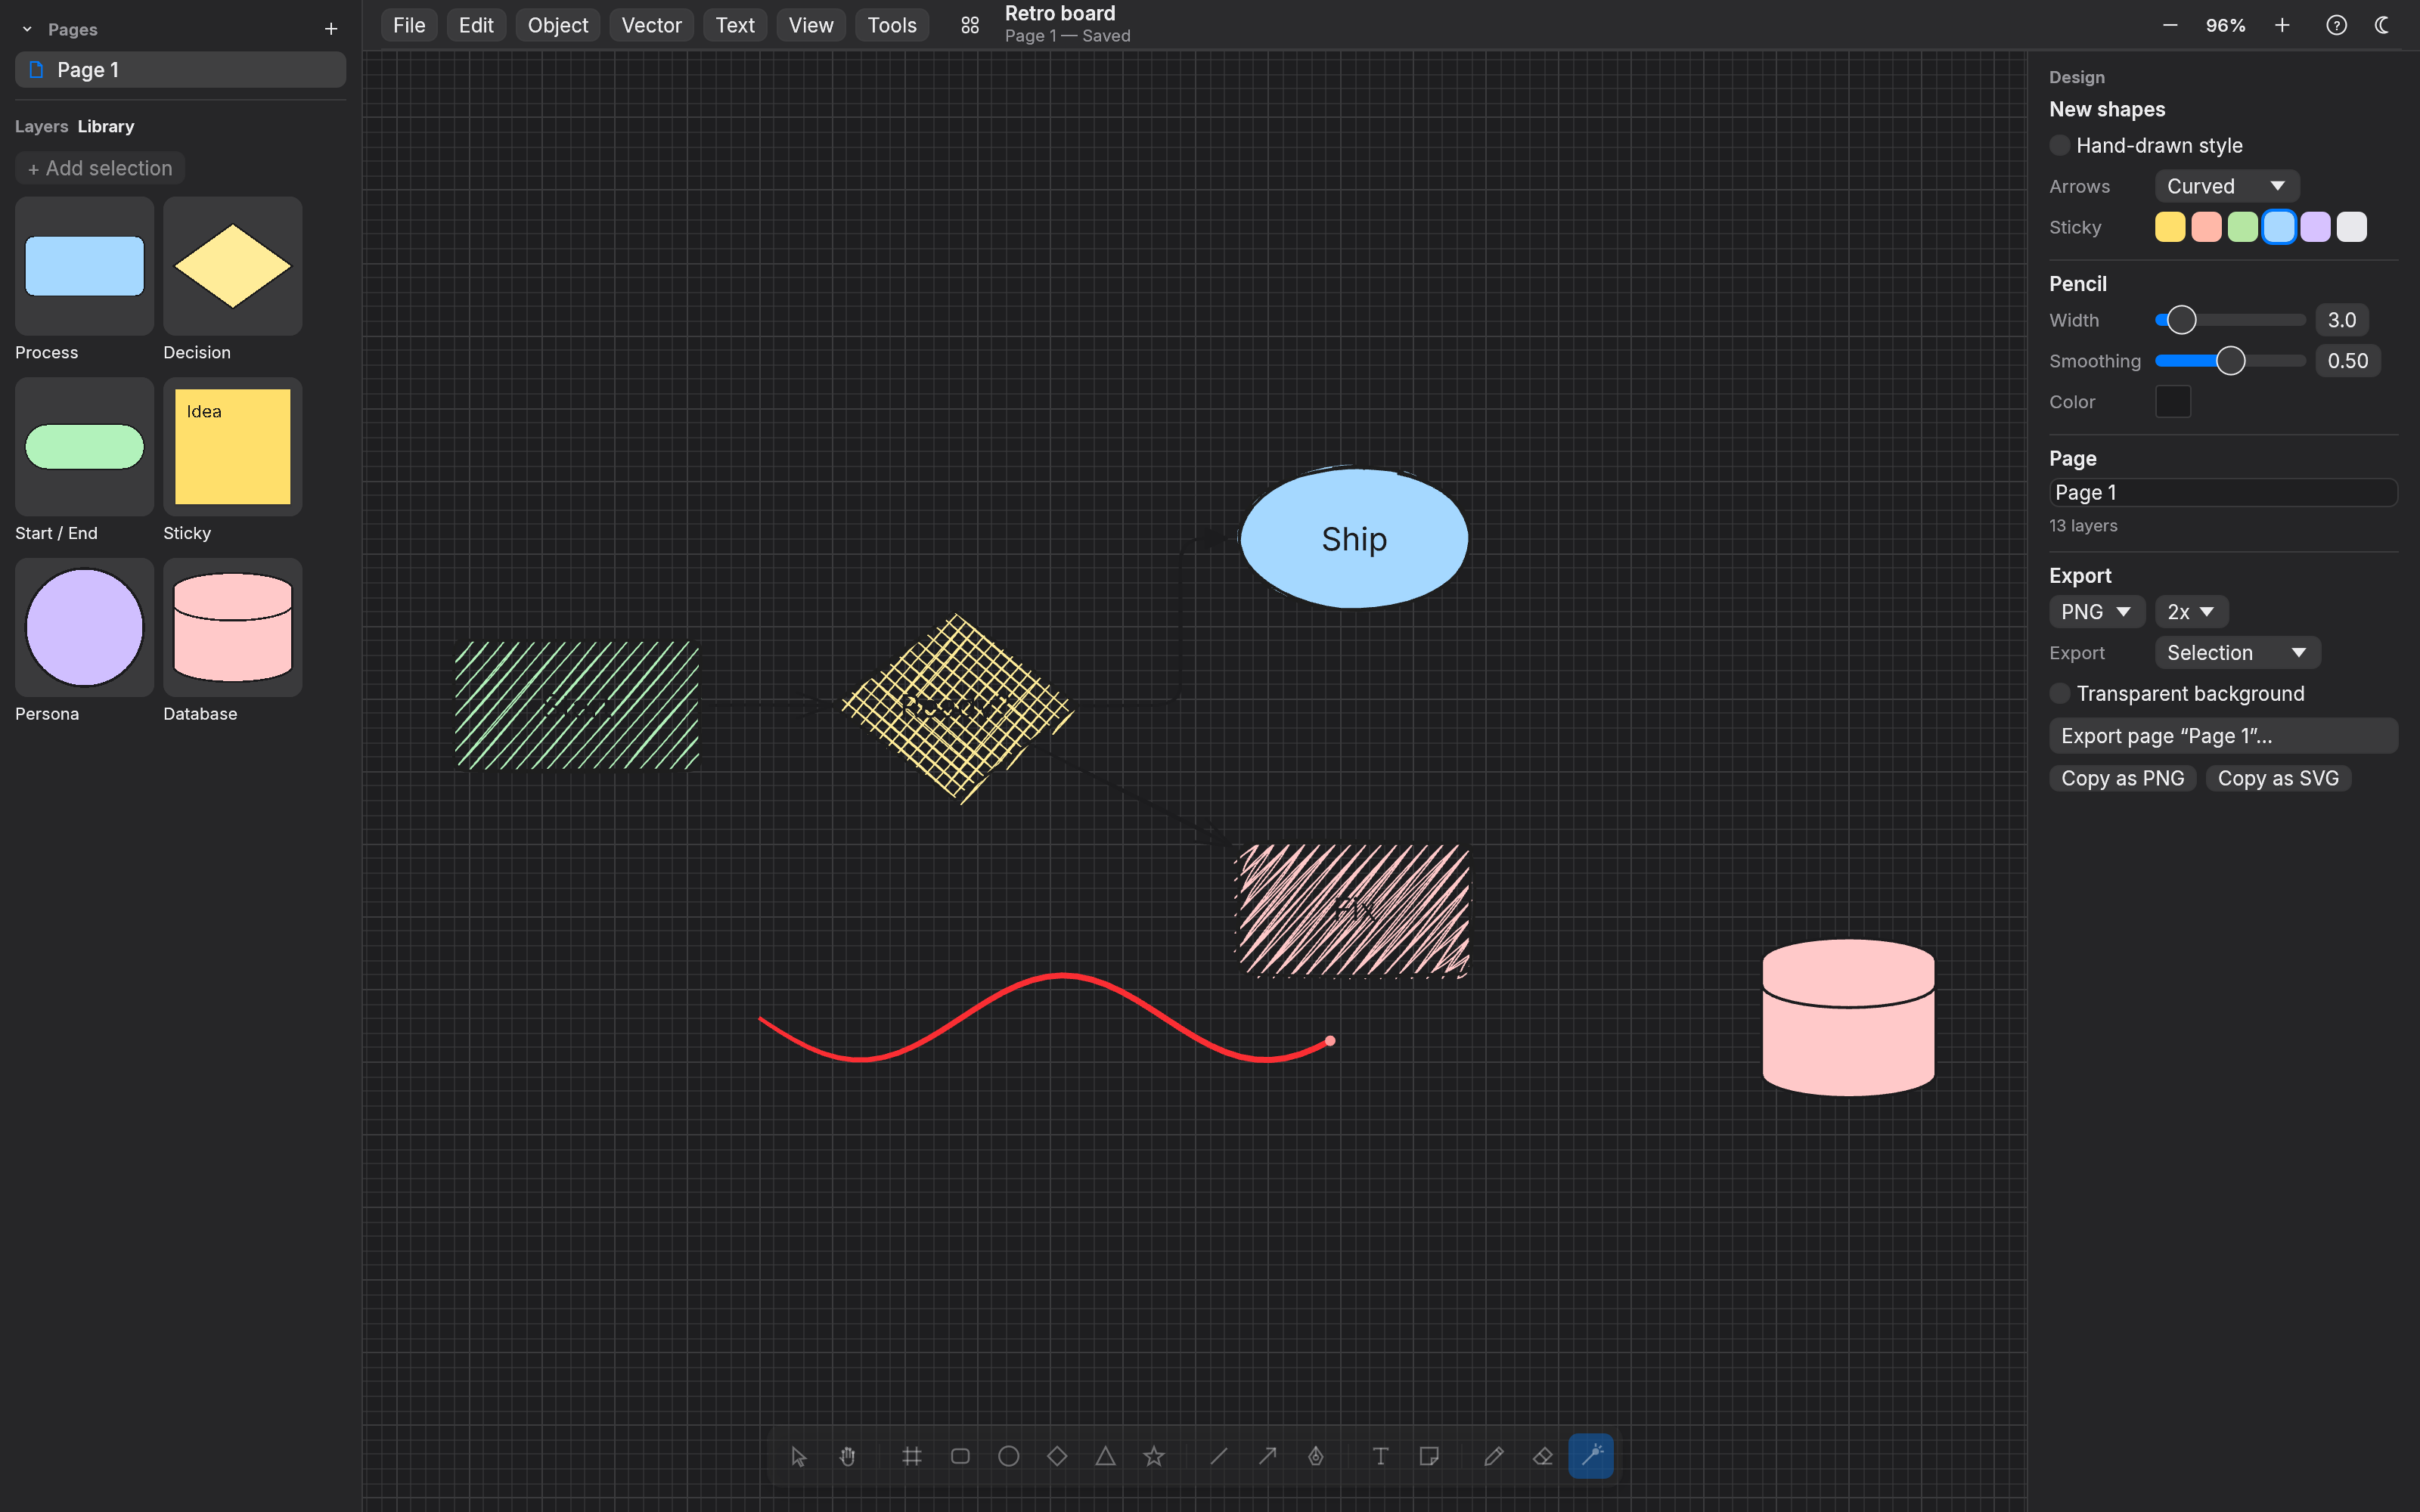 Pages
File Edit Object Vector Text View Tools
Retro board
Page 1 — Saved
96%
Page 1
Layers Library
+ Add selection
Process Decision
Idea
Start / End Sticky
Persona Database
Ship
Fix
Design
New shapes
Hand-drawn style
Arrows Curved
Sticky
Pencil
Width 3.0
Smoothing 0.50
Color
Page
Page 1
13 layers
Export
PNG 2x
Export Selection
Transparent background
Export page “Page 1”...
Copy as PNG Copy as SVG